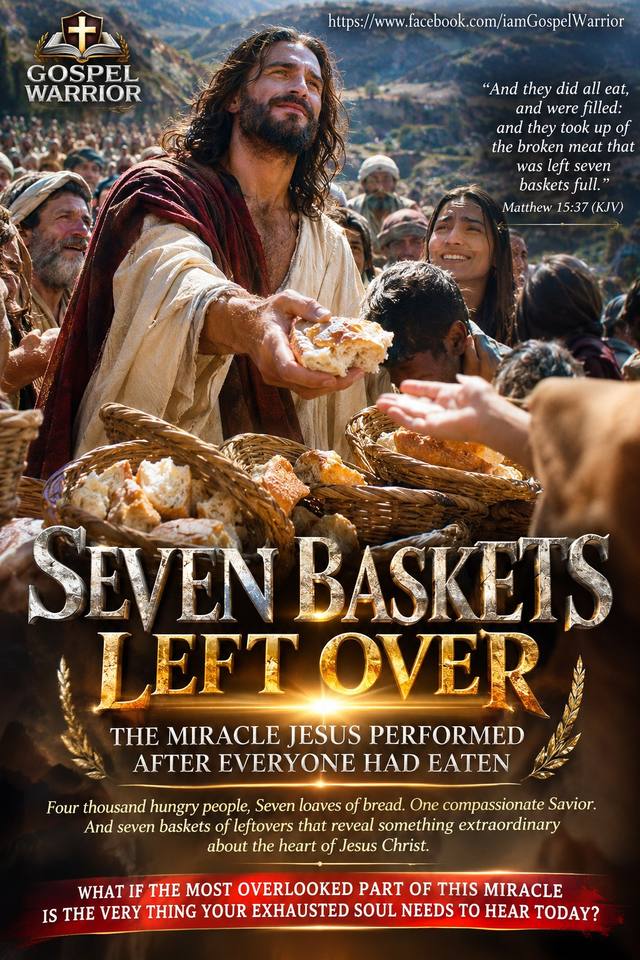 https://www.facebook.com/iamGospelWarrior
GOSPEL
WARRIOR
“And they did all eat,
and were filled:
and they took up of
the broken meat that
was left seven
baskets full.”
Matthew 15:37 (KJV)
SEVEN BASKETS
LEFT OVER
THE MIRACLE JESUS PERFORMED
AFTER EVERYONE HAD EATEN
Four thousand hungry people, Seven loaves of bread. One compassionate Savior.
And seven baskets of leftovers that reveal something extraordinary
about the heart of Jesus Christ.
WHAT IF THE MOST OVERLOOKED PART OF THIS MIRACLE
IS THE VERY THING YOUR EXHAUSTED SOUL NEEDS TO HEAR TODAY?